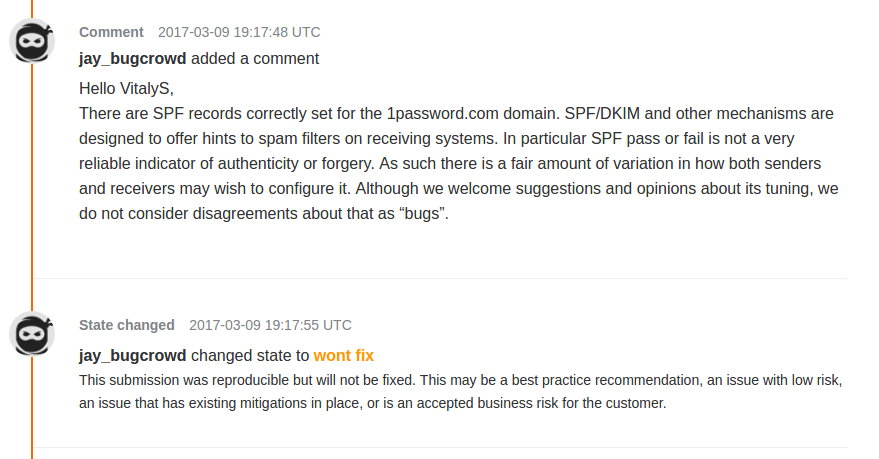 Comment 2017-03-09 19:17:48 UTC
jay_bugcrowd added a comment
Hello VitalyS,
There are SPF records correctly set for the 1password.com domain. SPF/DKIM and other mechanisms are
designed to offer hints to spam filters on receiving systems. In particular SPF pass or fail is not a very
reliable indicator of authenticity or forgery. As such there is a fair amount of variation in how both senders
and receivers may wish to configure it. Although we welcome suggestions and opinions about its tuning, we
do not consider disagreements about that as “bugs”.
State changed 2017-03-09 19:17:55 UTC
jay_bugcrowd changed state to wont fix
This submission was reproducible but will not be fixed. This may be a best practice recommendation, an issue with low risk,
an issue that has existing mitigations in place, or is an accepted business risk for the customer.